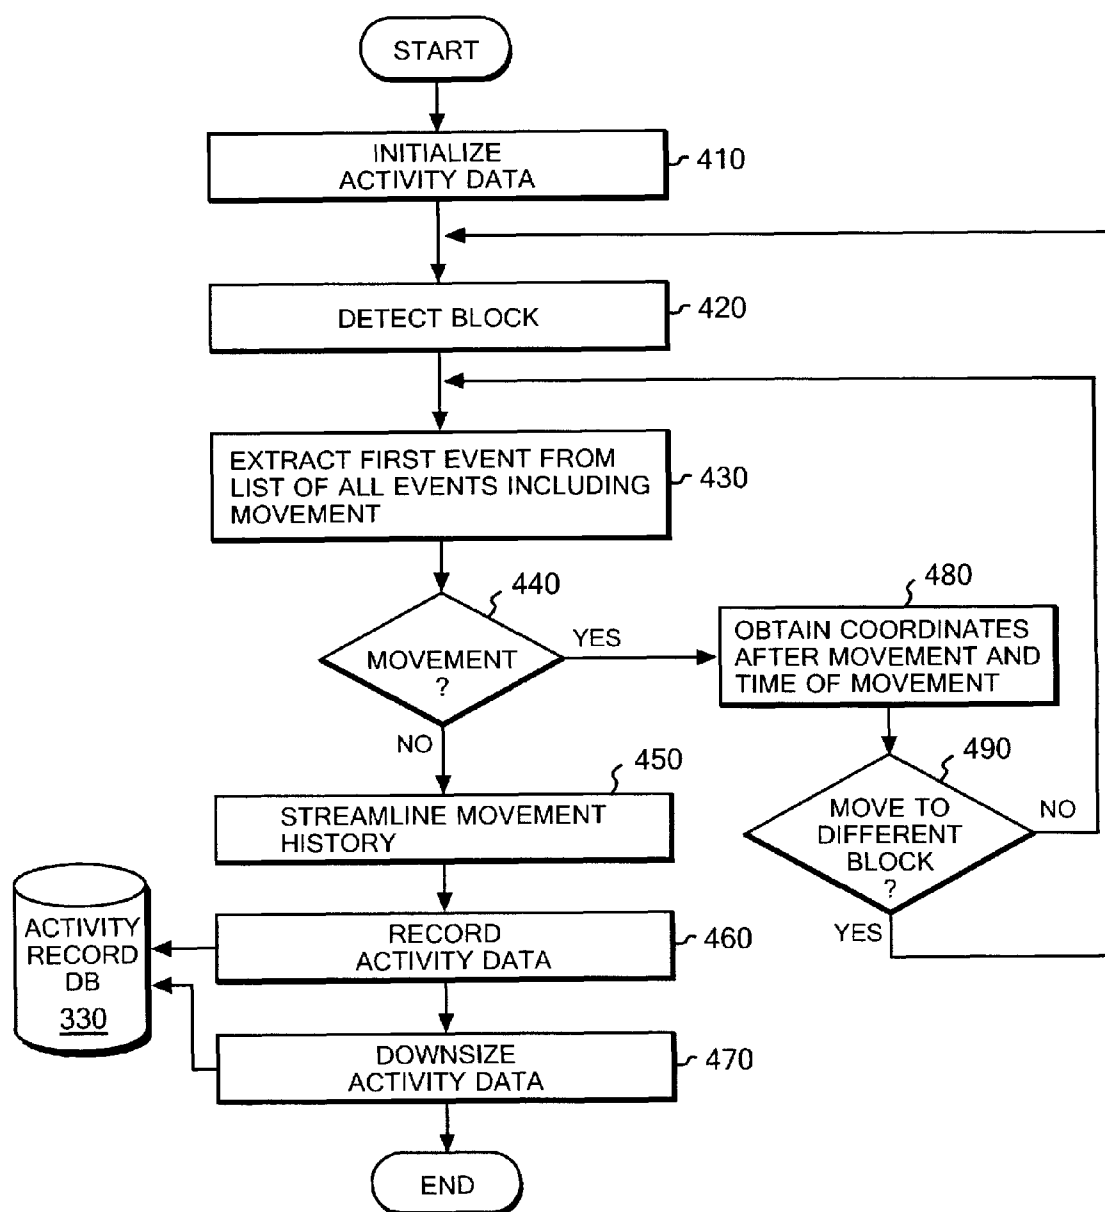 START
INITIALIZE
ACTIVITY DATA
410
DETECT BLOCK
420
EXTRACT FIRST EVENT FROM
LIST OF ALL EVENTS INCLUDING
MOVEMENT
430
440
MOVEMENT
?
YES
NO
480
OBTAIN COORDINATES
AFTER MOVEMENT AND
TIME OF MOVEMENT
490
MOVE TO
DIFFERENT
BLOCK
?
NO
YES
450
STREAMLINE MOVEMENT
HISTORY
ACTIVITY
RECORD
DB
330
RECORD
ACTIVITY DATA
460
DOWNSIZE
ACTIVITY DATA
470
END